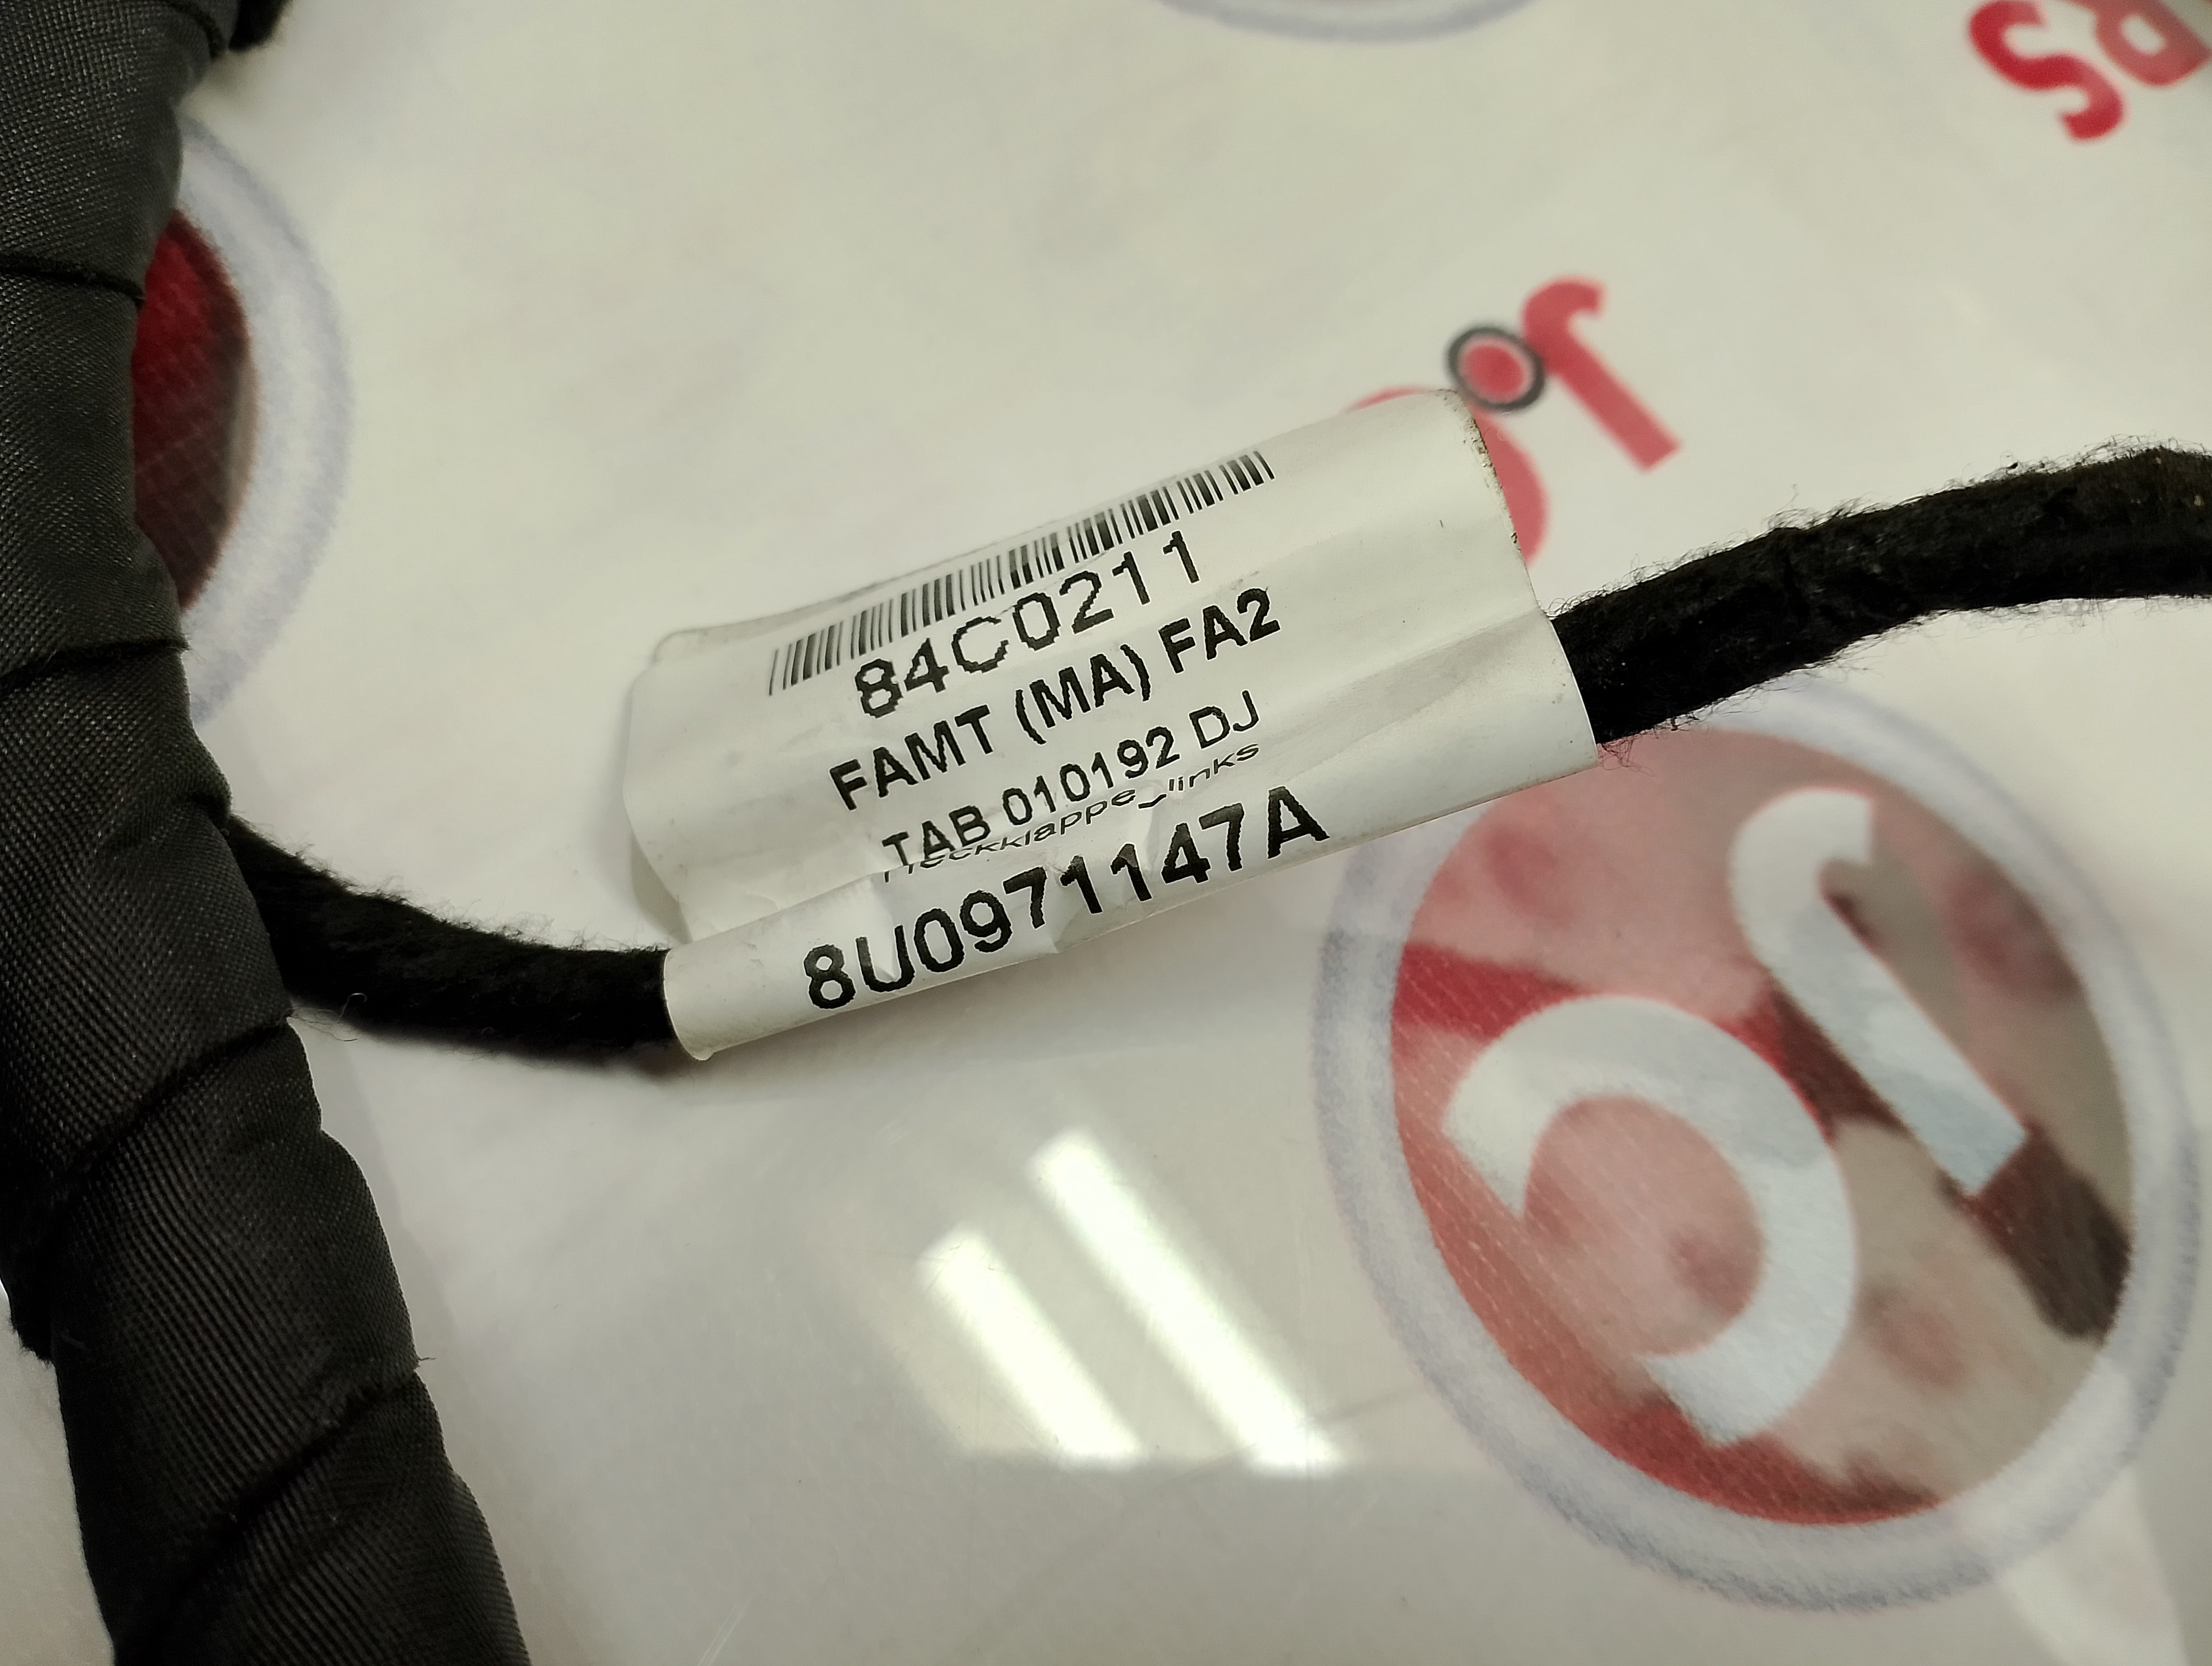 84C0211
FAMT (MA) FA2
TAB 010192 DJ
Heckklappe_links
8U0971147A